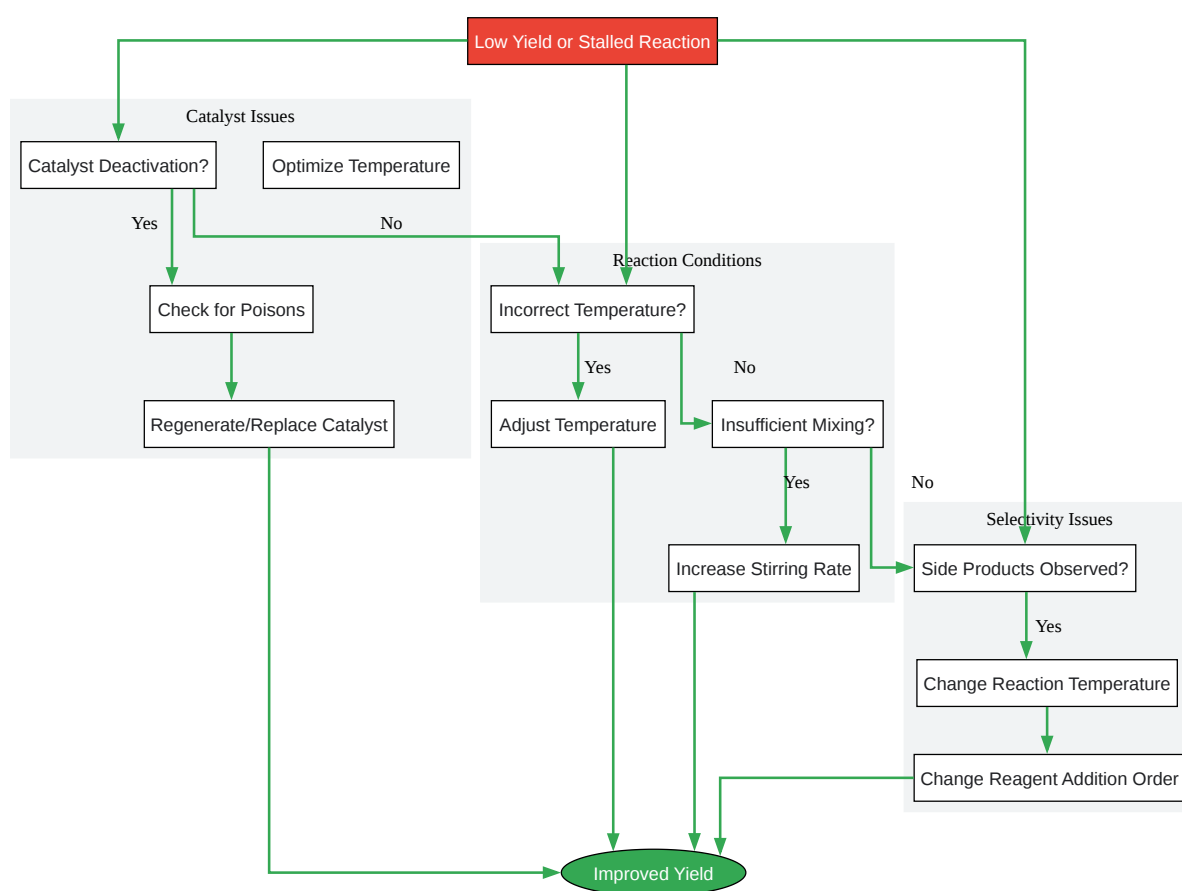 Low Yield or Stalled Reaction
Catalyst Issues
Catalyst Deactivation?
Optimize Temperature
Yes
No
Reaction Conditions
Check for Poisons
Incorrect Temperature?
Yes
No
Regenerate/Replace Catalyst
Adjust Temperature
Insufficient Mixing?
Yes
No
Selectivity Issues
Increase Stirring Rate
Side Products Observed?
Yes
Change Reaction Temperature
Change Reagent Addition Order
Improved Yield